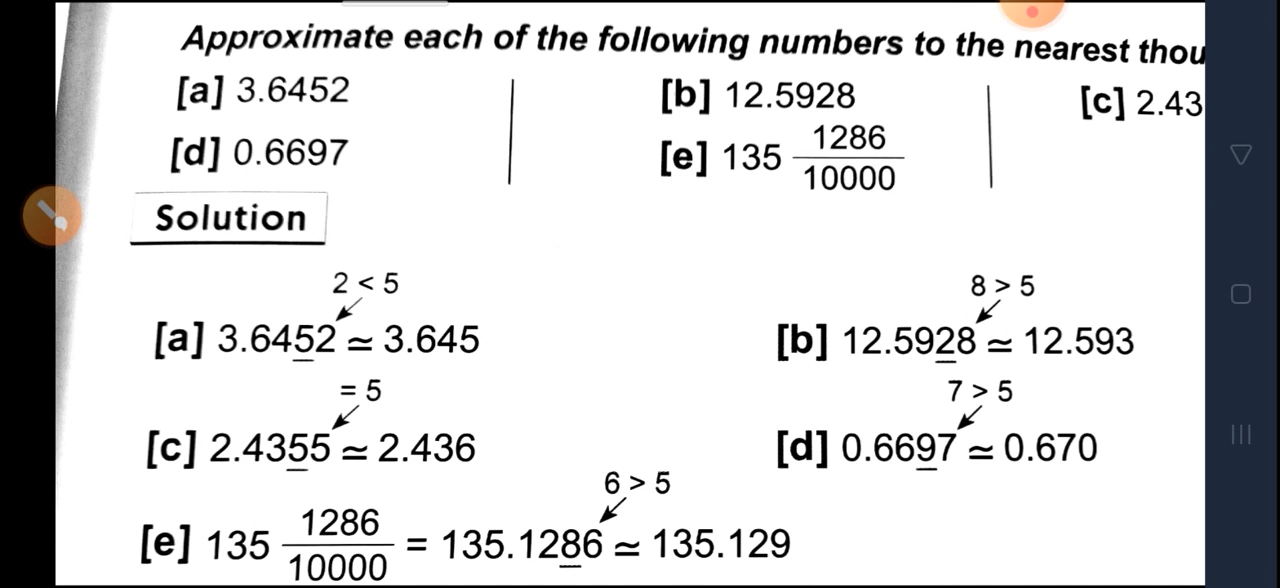 Approximate each of the following numbers to the nearest thou
[a] 3.6452 [b] 12.5928 [c] 2.43
[d] 0.6697 [e] 135 1286/10000
Solution
2 < 5 8 > 5
[a] 3.6452 ≃ 3.645 [b] 12.5928 ≃ 12.593
= 5 7 > 5
[c] 2.4355 ≃ 2.436 [d] 0.6697 ≃ 0.670
6 > 5
[e] 135 1286/10000 = 135.1286 ≃ 135.129